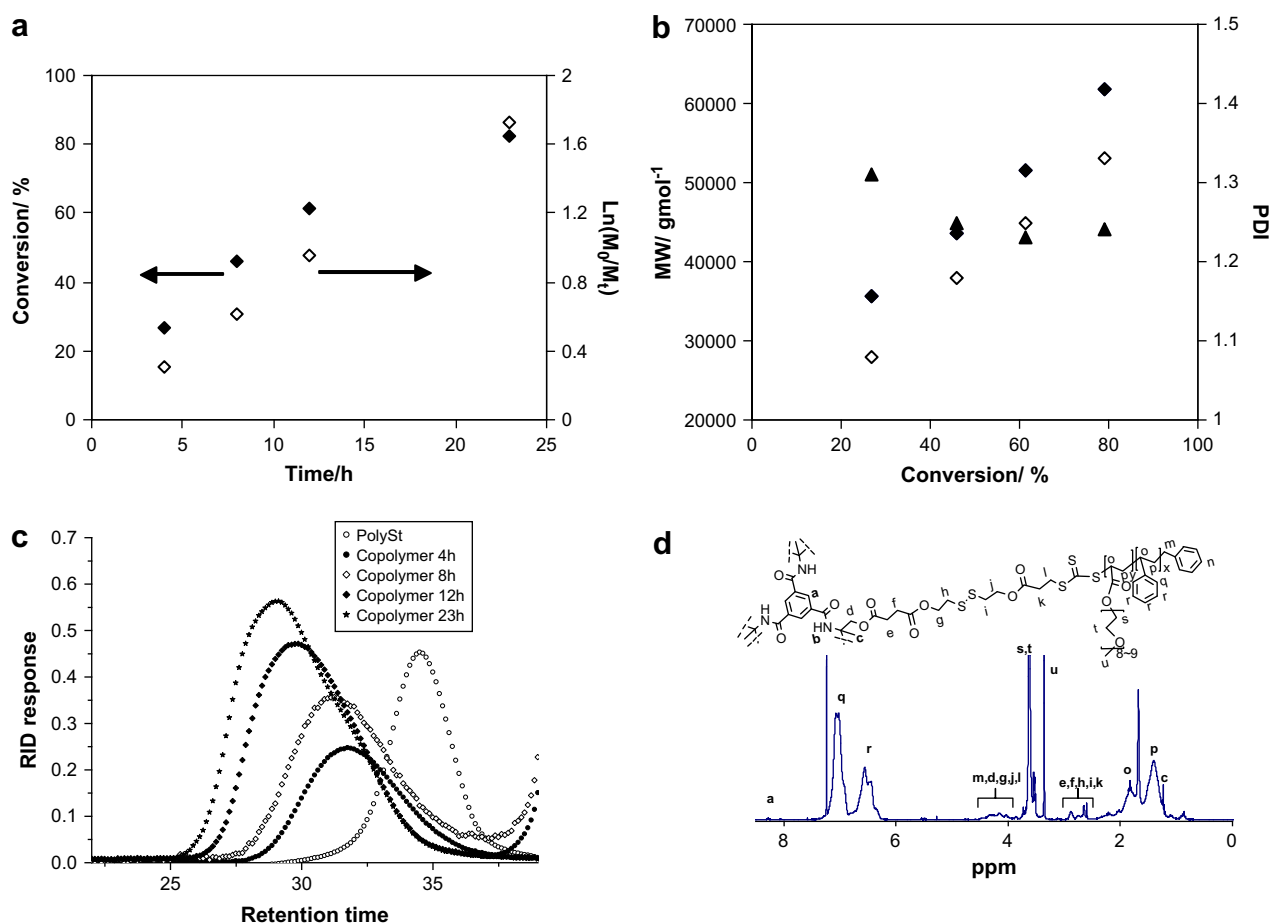 a
100
80
60
40
20
0
Conversion/ %
2
1.6
1.2
0.8
0.4
0
Ln(M0/Mt)
0 5 10 15 20 25
Time/h
b
70000
60000
50000
40000
30000
20000
MW/ gmol-1
1.5
1.4
1.3
1.2
1.1
1
PDI
0 20 40 60 80 100
Conversion/ %
c
0.7
0.6
0.5
0.4
0.3
0.2
0.1
0.0
RID response
PolySt
Copolymer 4h
Copolymer 8h
Copolymer 12h
Copolymer 23h
25 30 35
Retention time
d
NH
O
O
a
H
N
O
O
HN
b
c
d
O
O
e
f
O
O
g
h
S
S
i
j
O
O
k
l
S
S
S
o
o
m
n
p
y
p
x
q
O
O
r
r
r
s
t
O
8~9
u
s,t
u
q
r
a
m,d,g,j,l
e,f,h,i,k
o
p
c
8 6 4 2 0
ppm